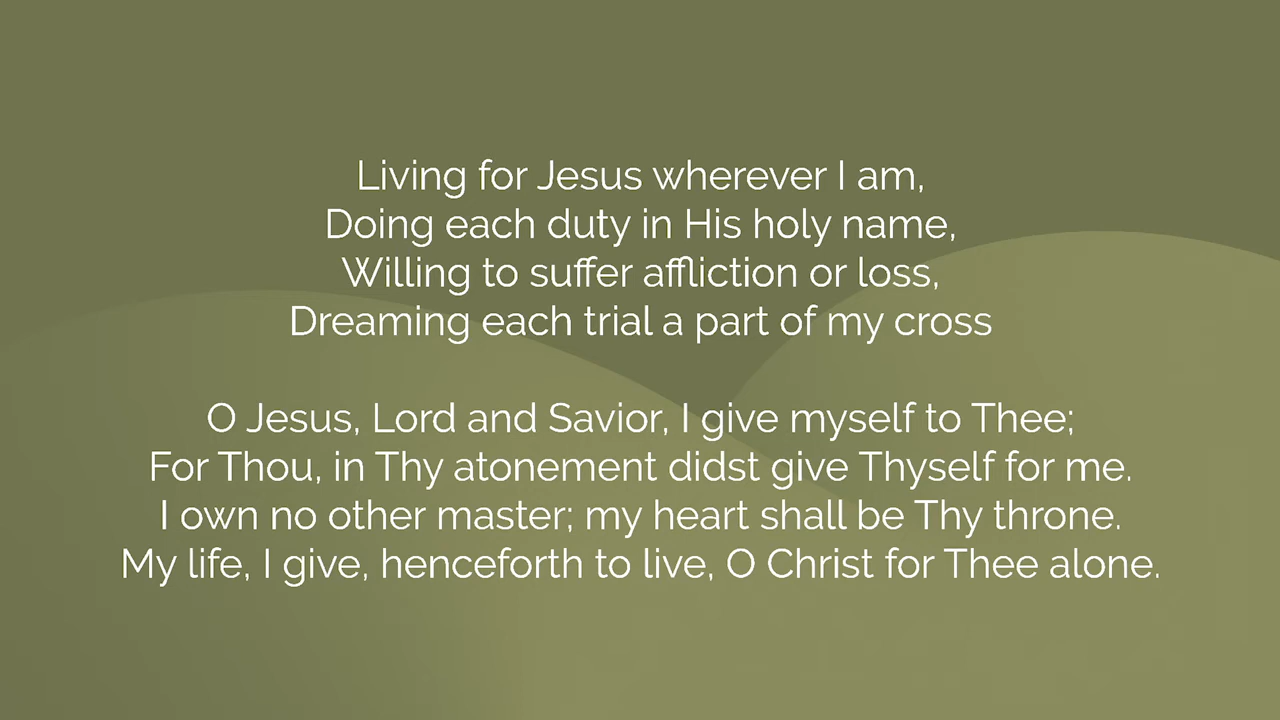 Living for Jesus wherever I am,
Doing each duty in His holy name,
Willing to suffer affliction or loss,
Dreaming each trial a part of my cross
O Jesus, Lord and Savior, I give myself to Thee;
For Thou, in Thy atonement didst give Thyself for me.
I own no other master; my heart shall be Thy throne.
My life, I give, henceforth to live, O Christ for Thee alone.